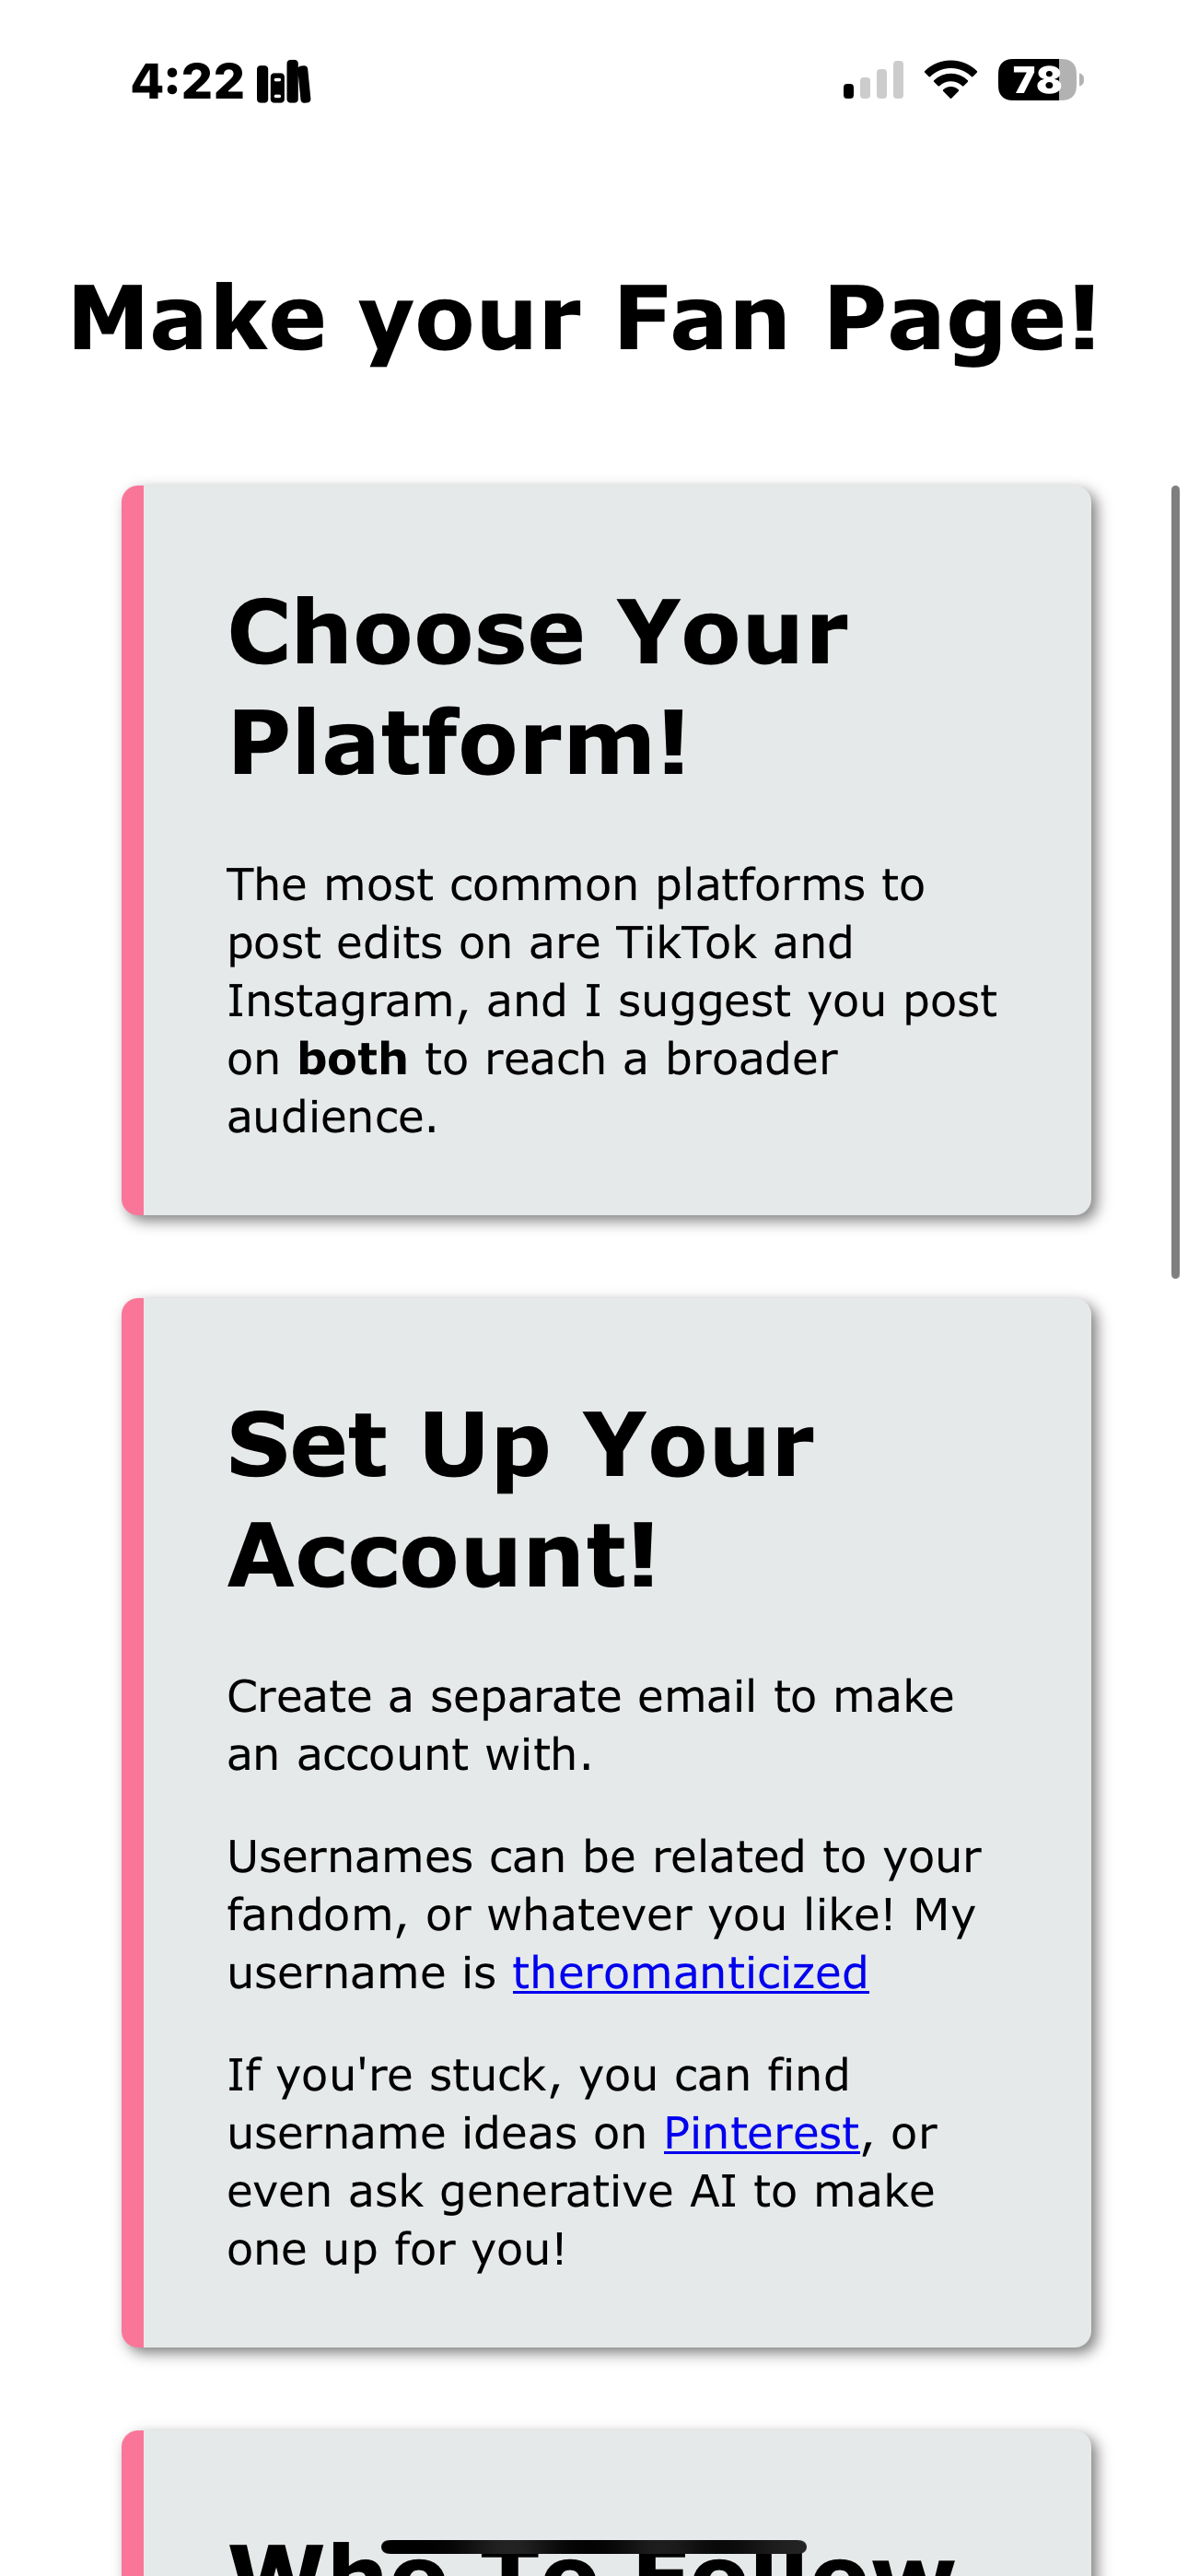 4:22
78
Make your Fan Page!
Choose Your
Platform!
The most common platforms to
post edits on are TikTok and
Instagram, and I suggest you post
on both to reach a broader
audience.
Set Up Your
Account!
Create a separate email to make
an account with.
Usernames can be related to your
fandom, or whatever you like! My
username is theromanticized
If you're stuck, you can find
username ideas on Pinterest, or
even ask generative AI to make
one up for you!
Who To Follow